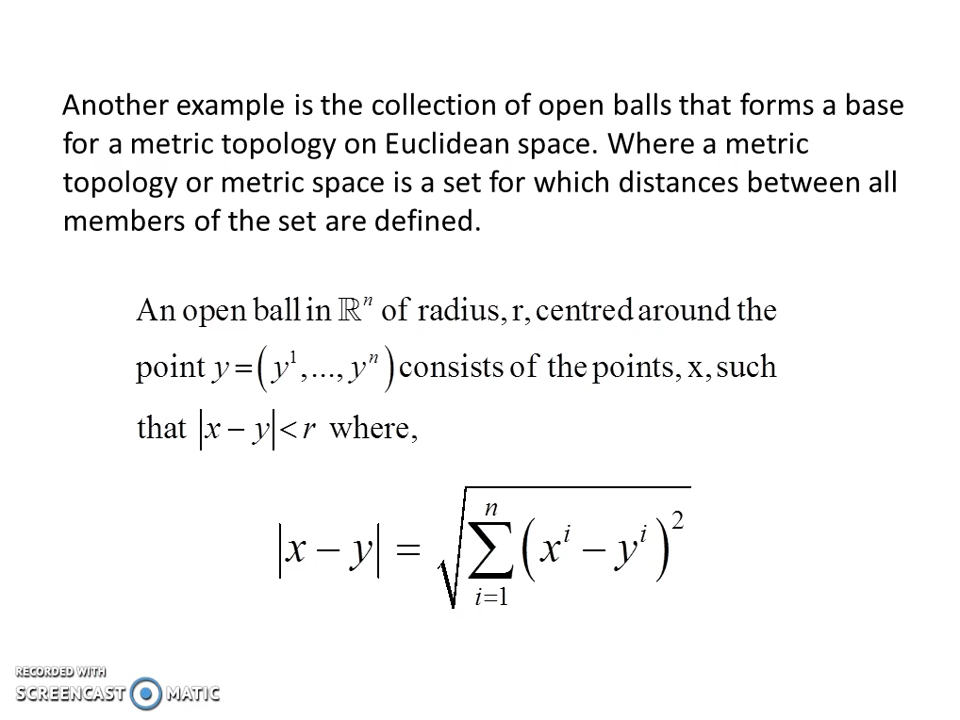 Another example is the collection of open balls that forms a base
for a metric topology on Euclidean space. Where a metric
topology or metric space is a set for which distances between all
members of the set are defined.
An open ball in ℝⁿ of radius, r, centred around the
point y = (y¹,..., yⁿ) consists of the points, x, such
that |x − y| < r where,
|x − y| = √(∑ᵢ₌₁ⁿ (xⁱ − yⁱ)²)
RECORDED WITH
SCREENCAST MATIC